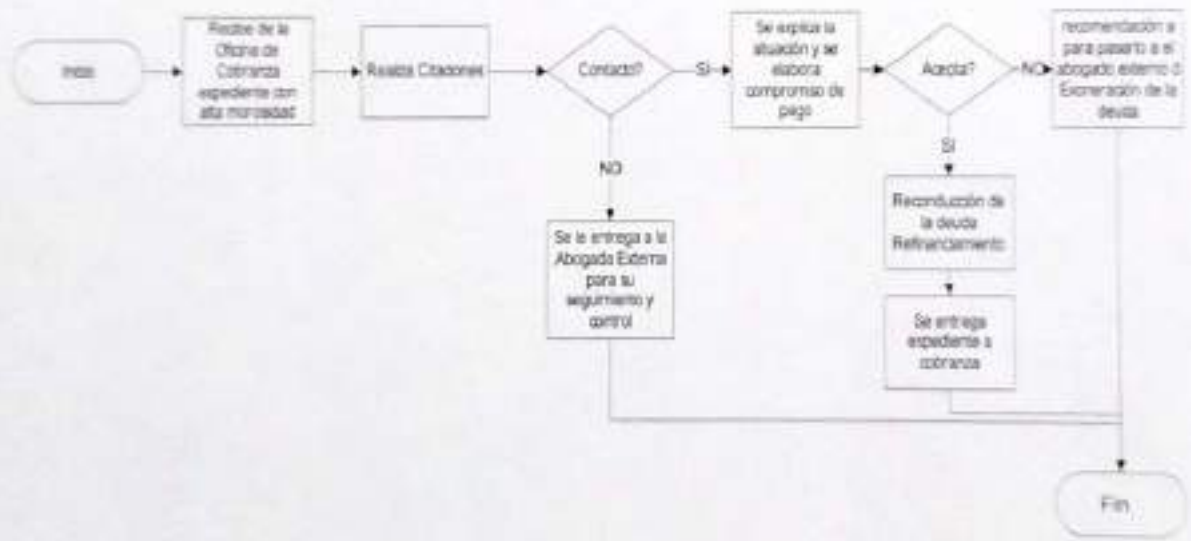 Inicio
Recibe de la
Oficina de
Cobranza
expediente con
alta morosidad
Realiza Citaciones
Contacto?
SI
Se explica la
situación y se
elabora
compromiso de
pago
Acepta?
NO
recomendación a
para pasarlo a el
abogado externo ó
Exoneración de la
deuda
NO
SI
Se le entrega a la
Abogada Externa
para su
seguimiento y
control
Reconducción de
la deuda
Refinanciamiento
Se entrega
expediente a
cobranza
Fin